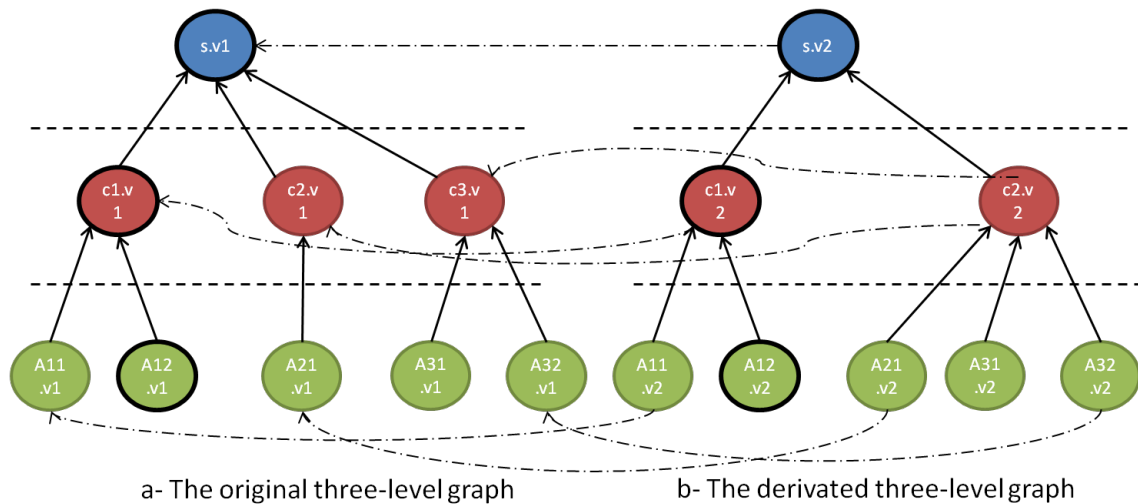 s.v1
s.v2
c1.v
1
c2.v
1
c3.v
1
c1.v
2
c2.v
2
A11
.v1
A12
.v1
A21
.v1
A31
.v1
A32
.v1
A11
.v2
A12
.v2
A21
.v2
A31
.v2
A32
.v2
a- The original three-level graph
b- The derivated three-level graph